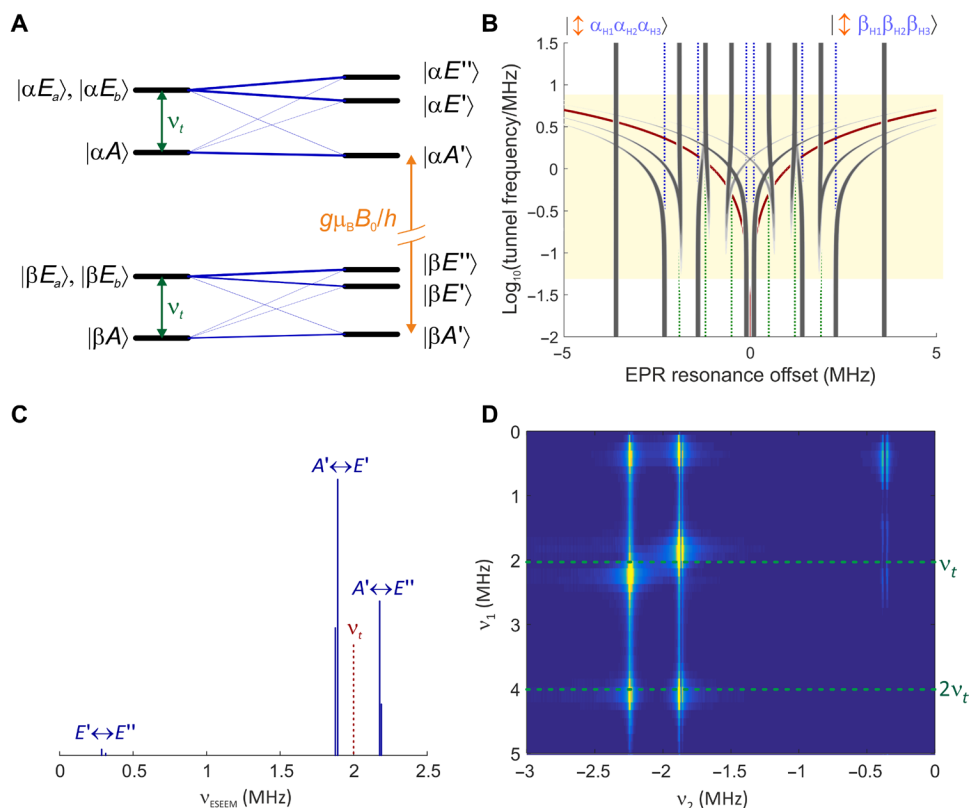 A
|αE_a⟩, |αE_b⟩
ν_t
|αA⟩
|αE''⟩
|αE'⟩
|αA'⟩
gμ_BB_0/h
|βE_a⟩, |βE_b⟩
ν_t
|βA⟩
|βE''⟩
|βE'⟩
|βA'⟩
B
|↕ α_H1α_H2α_H3⟩
|↕ β_H1β_H2β_H3⟩
Log_10(tunnel frequency/MHz)
1.5
1
0.5
0
-0.5
-1
-1.5
-2
-5
0
5
EPR resonance offset (MHz)
C
A'↔E'
A'↔E''
ν_t
E'↔E''
0
0.5
1
1.5
2
2.5
ν_ESEEM (MHz)
D
ν_1 (MHz)
0
1
2
3
4
5
ν_t
2ν_t
−3
−2.5
−2
−1.5
−1
−0.5
0
ν_2 (MHz)